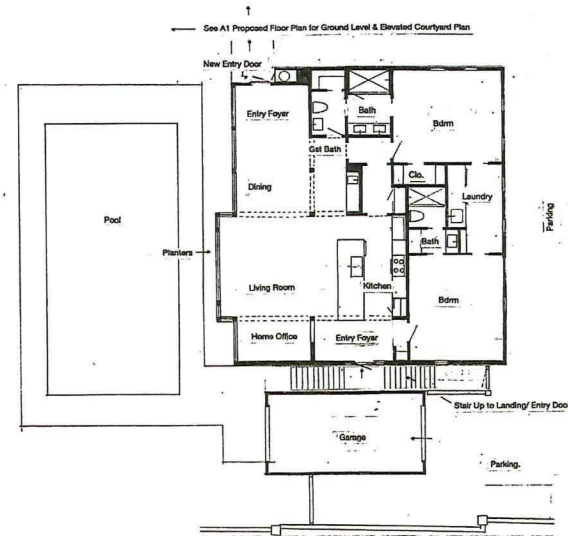 See A1 Proposed Floor Plan for Ground Level & Elevated Courtyard Plan
New Entry Door
Entry Foyer
Bath
Bdrm
Gst Bath
Clo.
Dining
Laundry
Parking
Pool
Bath
Planters
Living Room
Kitchen
Bdrm
Home Office
Entry Foyer
Stair Up to Landing/ Entry Doo
Garage
Parking.